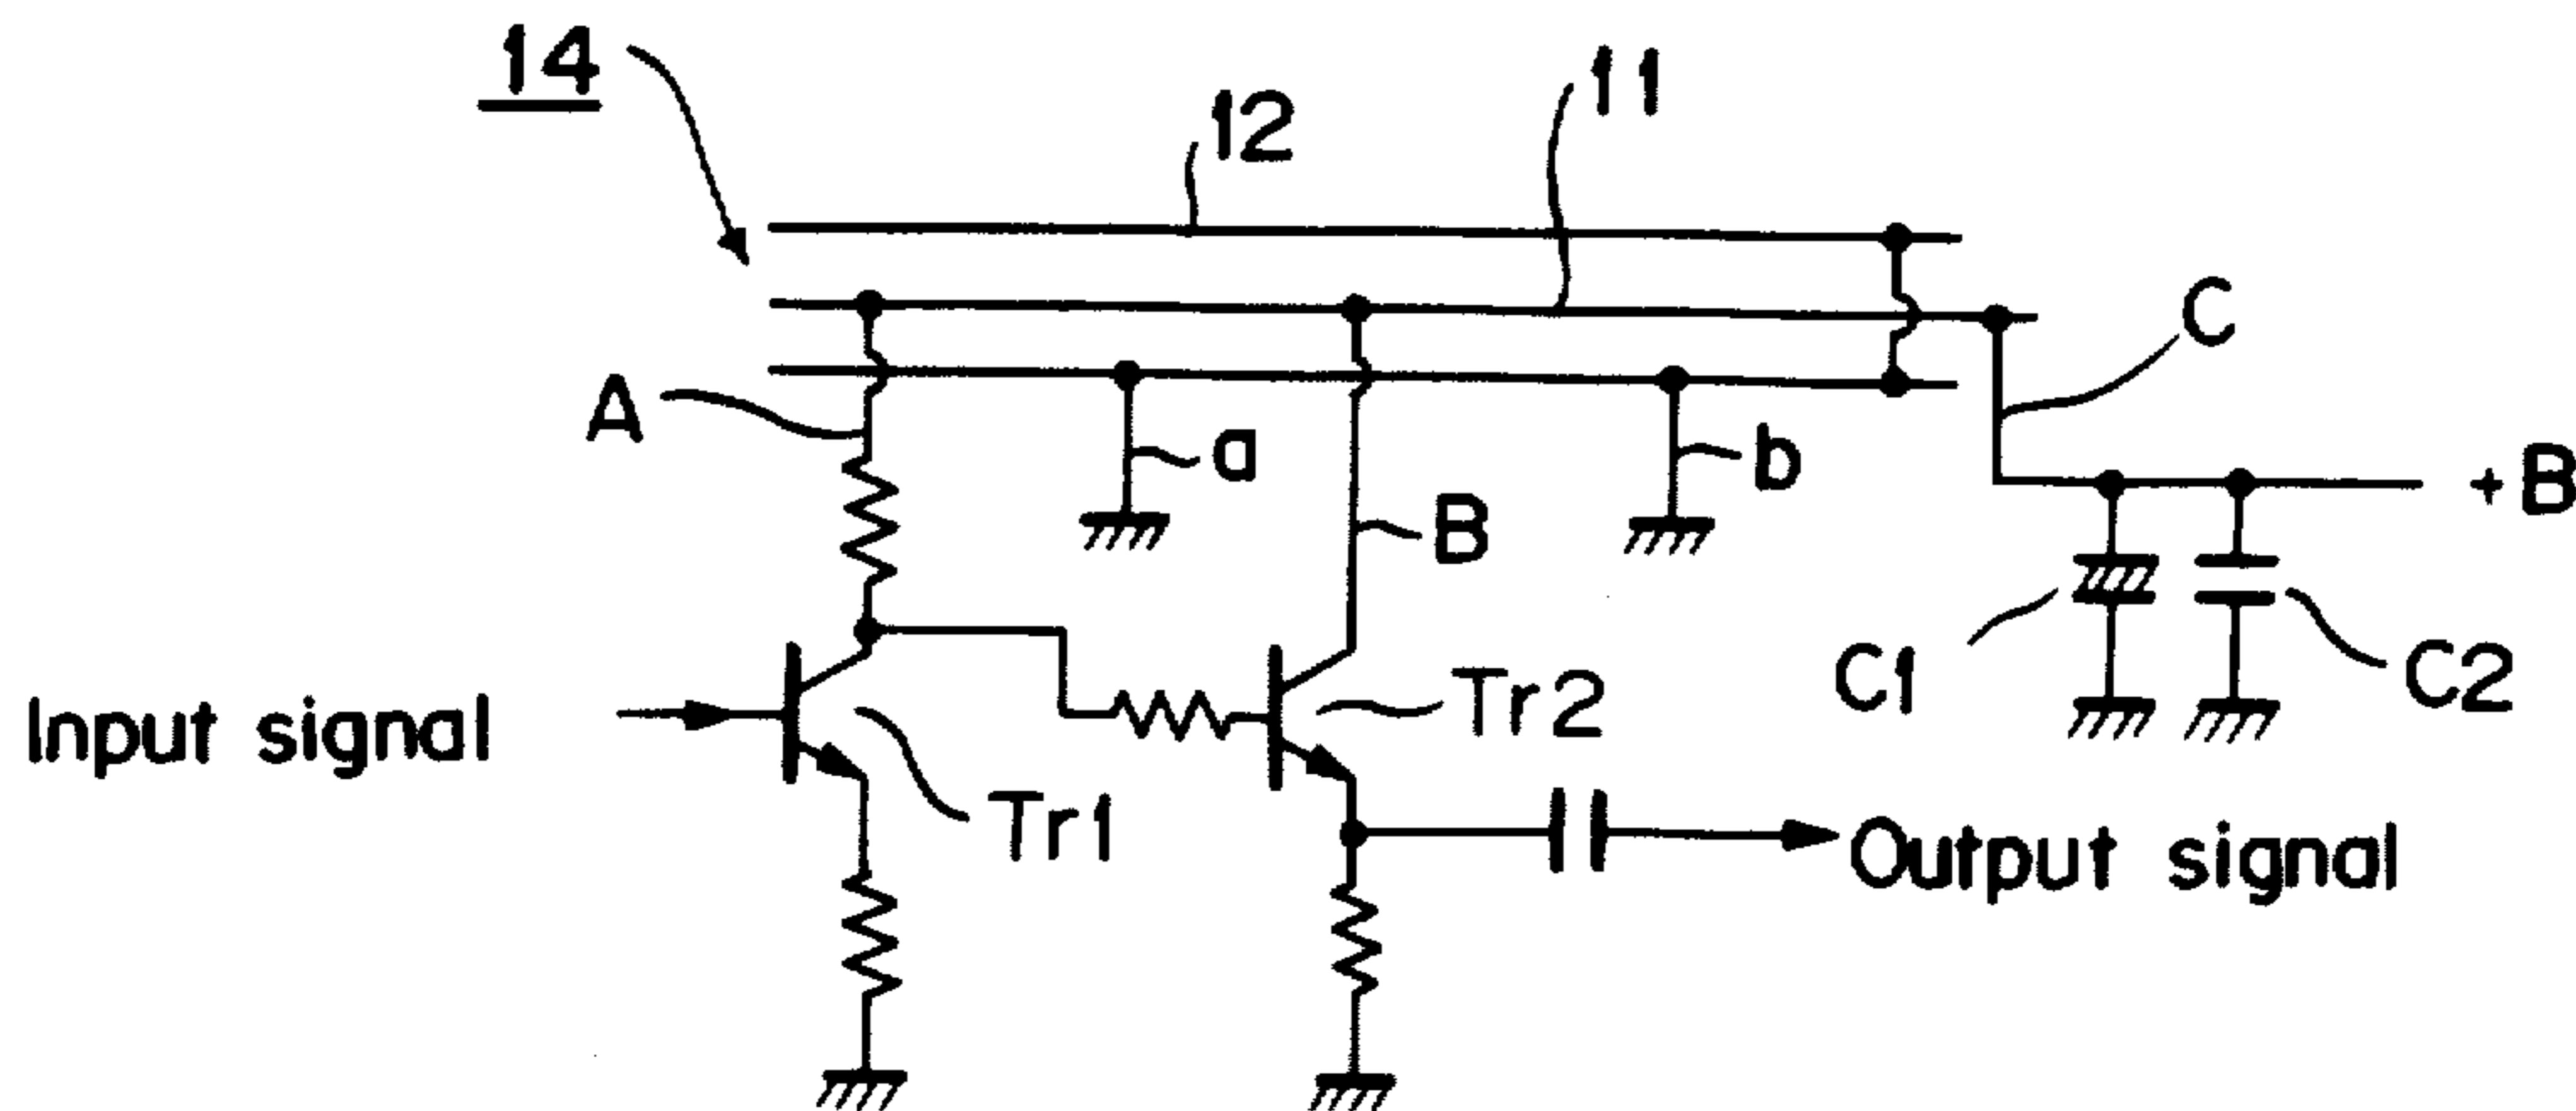 14
12
11
A
a
B
b
C
+B
C1
C2
Input signal
Tr1
Tr2
Output signal